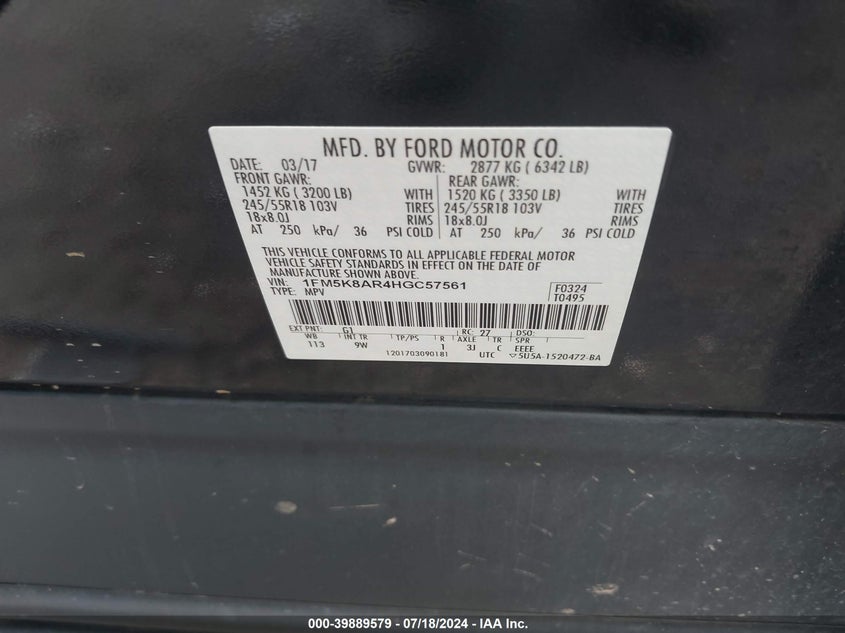 MFD. BY FORD MOTOR CO.
DATE: 03/17 GVWR: 2877 KG ( 6342 LB)
FRONT GAWR: REAR GAWR:
1452 KG ( 3200 LB) WITH 1520 KG ( 3350 LB) WITH
245/55R18 103V TIRES 245/55R18 103V TIRES
18x8.0J RIMS 18x8.0J RIMS
AT 250 kPa/ 36 PSI COLD AT 250 kPa/ 36 PSI COLD
THIS VEHICLE CONFORMS TO ALL APPLICABLE FEDERAL MOTOR
VEHICLE SAFETY STANDARDS IN EFFECT ON THE DATE OF
MANUFACTURE SHOWN ABOVE.
VIN: 1FM5K8AR4HGC57561 F0324
TYPE: MPV T0495
EXT PNT: G1 RC: 27 DSO:
WB INT TR TP/PS R AXLE TR SPR
113 9W 1 3J C EEEE
1201703090181 UTC 5U5A-1520472-BA
000-39889579 / 07/18/2024 - © IAA Inc.